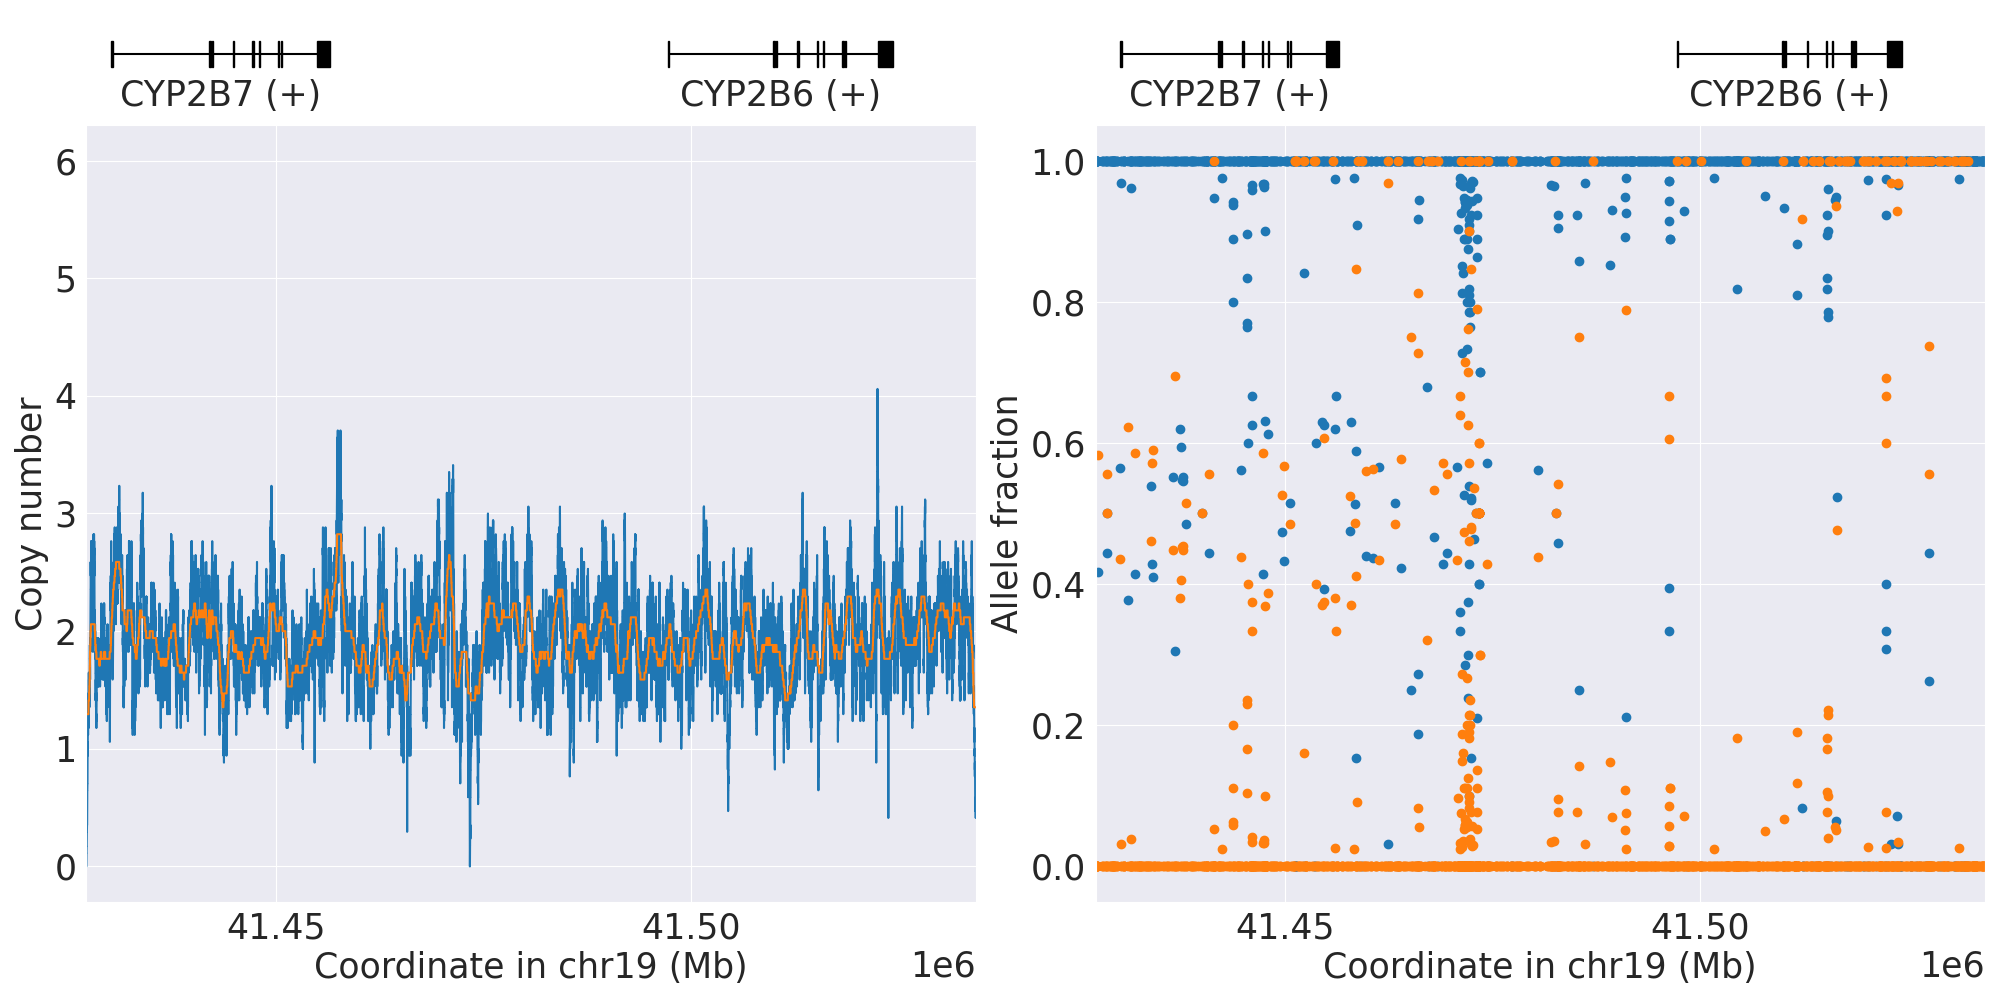 CYP2B7 (+)
CYP2B6 (+)
CYP2B7 (+)
CYP2B6 (+)
6
5
4
3
2
1
0
Copy number
41.45
41.50
Coordinate in chr19 (Mb)
1e6
1.0
0.8
0.6
0.4
0.2
0.0
Allele fraction
41.45
41.50
Coordinate in chr19 (Mb)
1e6